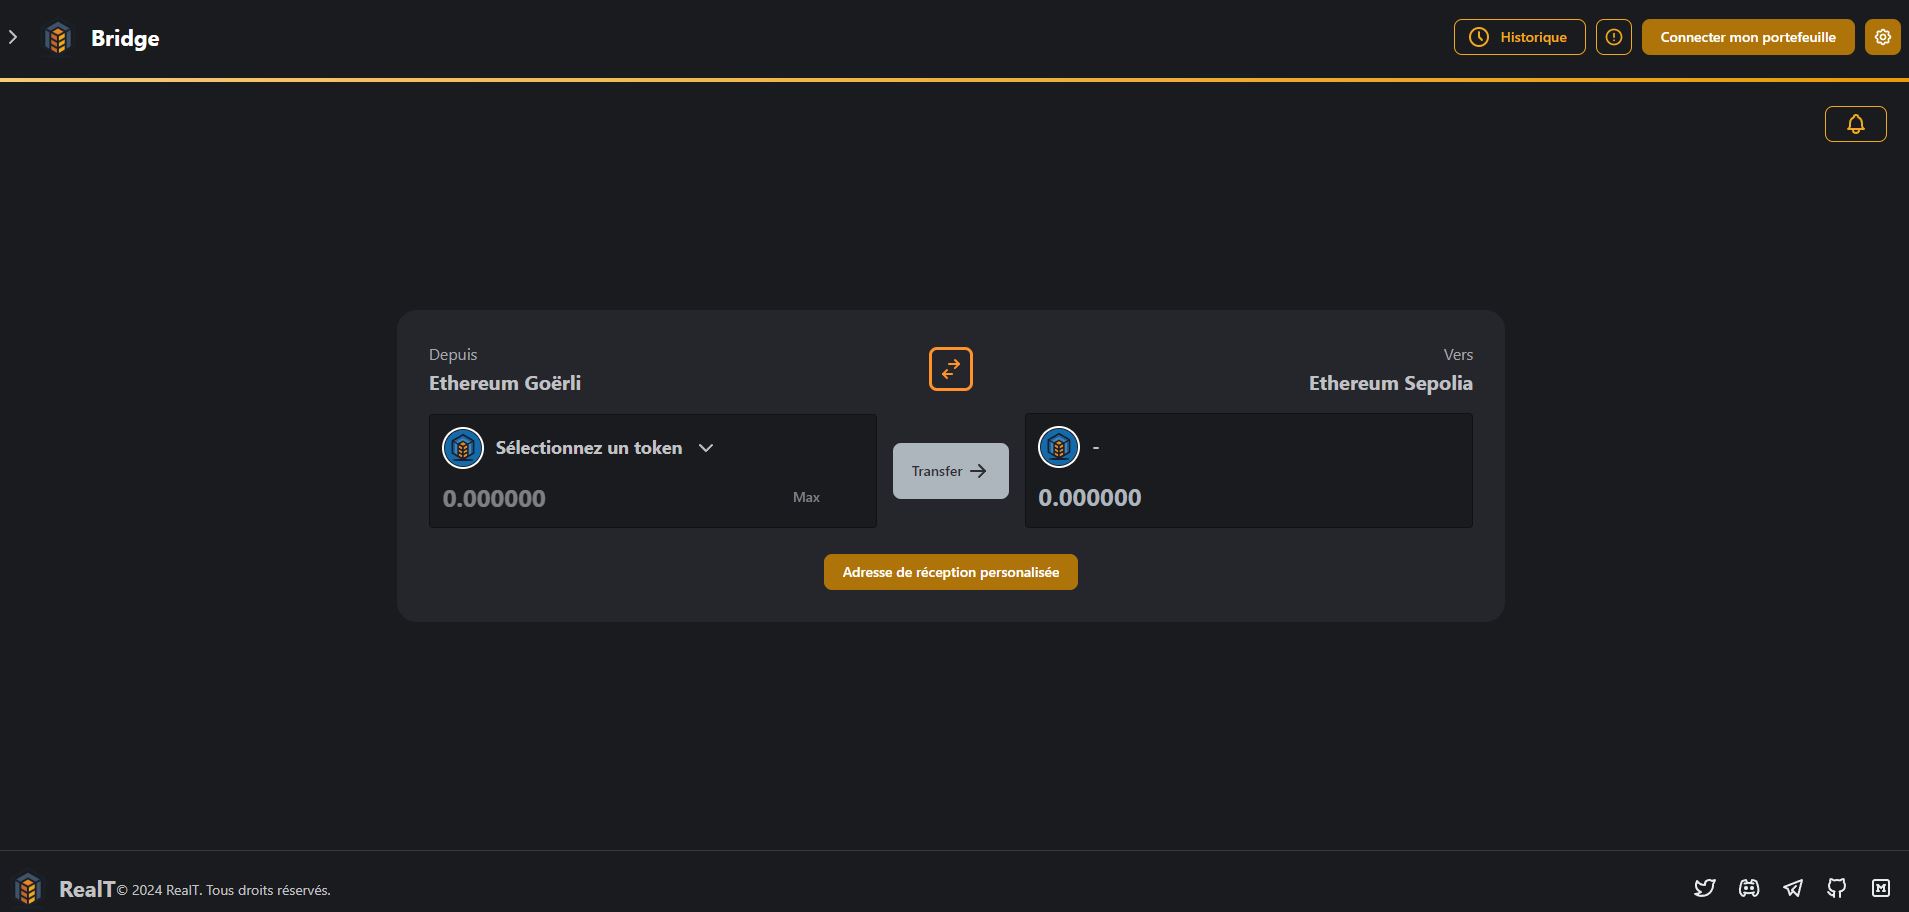 Bridge
Historique
Connecter mon portefeuille
Depuis
Ethereum Goërli
Vers
Ethereum Sepolia
Sélectionnez un token
0.000000
Max
Transfer
-
0.000000
Adresse de réception personalisée
RealT© 2024 RealT. Tous droits réservés.